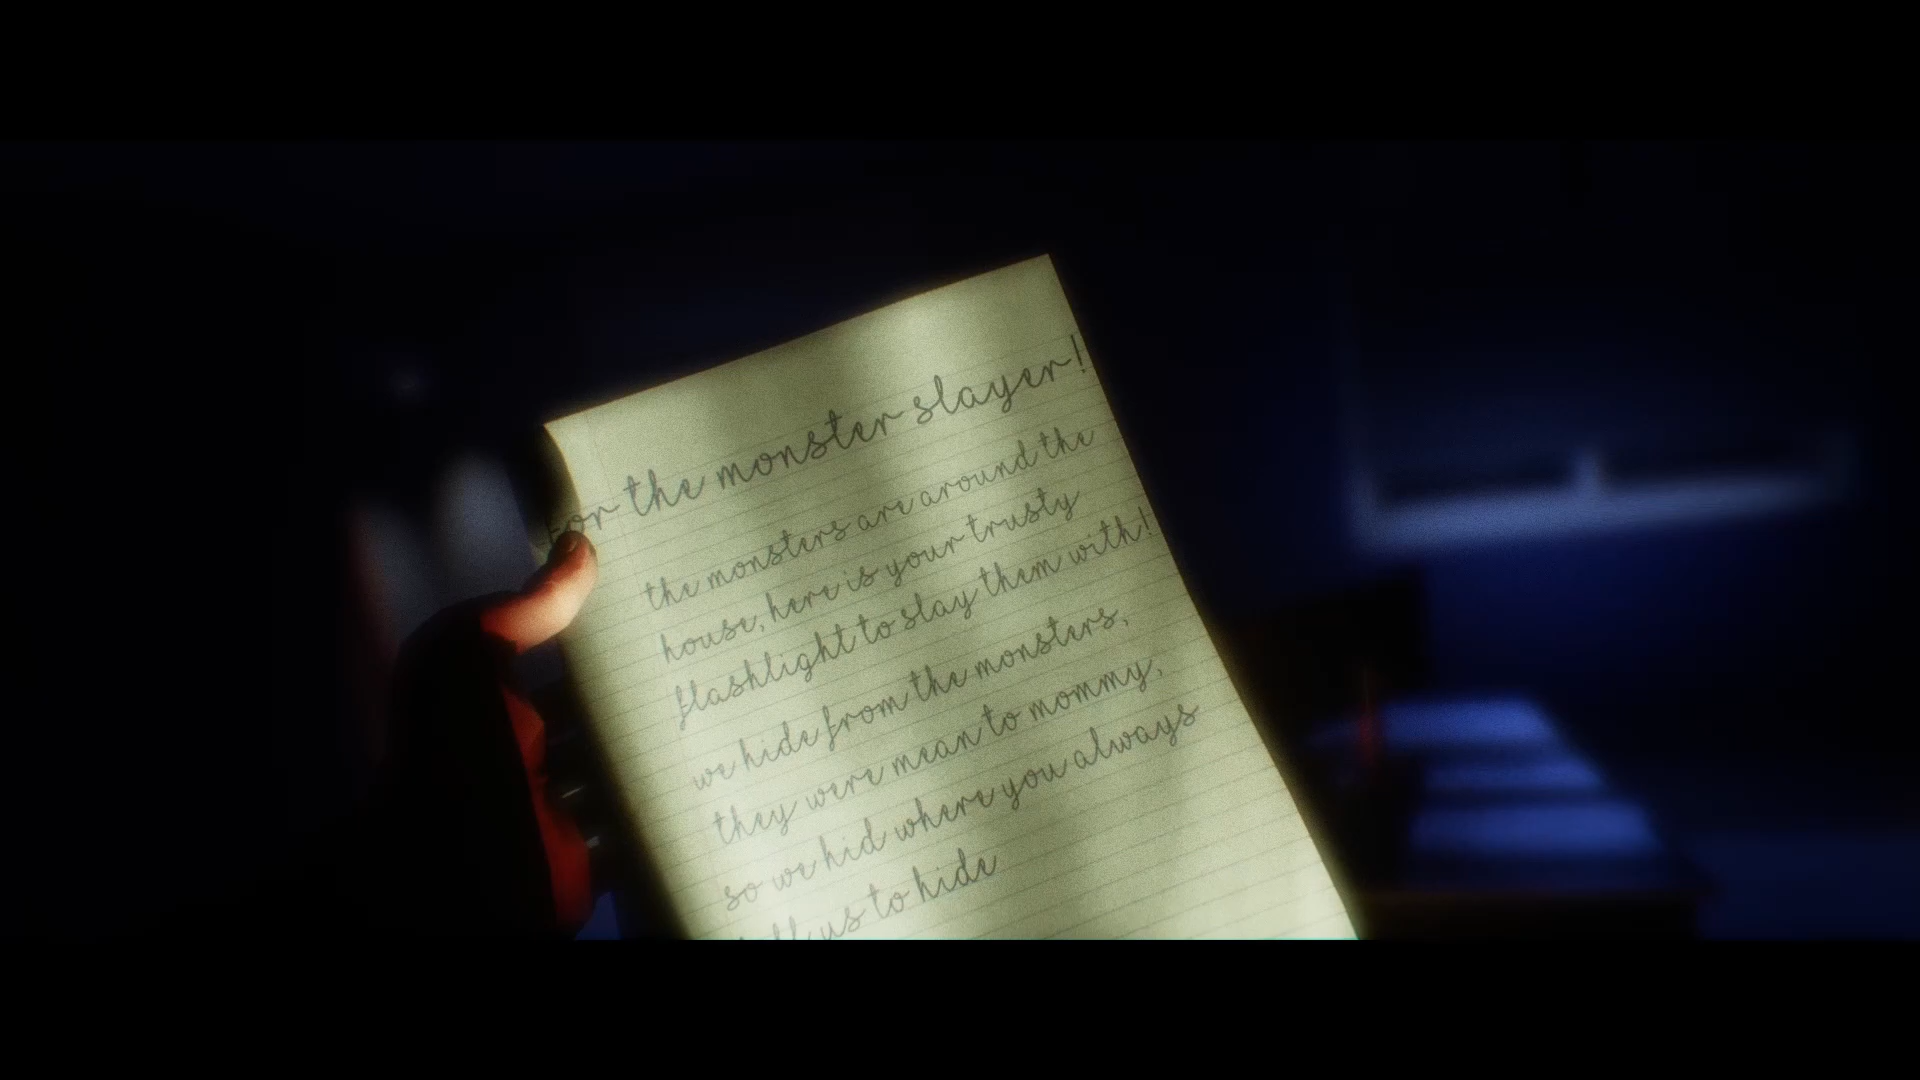 For the monster slayer!
the monsters are around the
house, here is your trusty
flashlight to slay them with!
we hide from the monsters,
they were mean to mommy,
so we hid where you always
us to hide